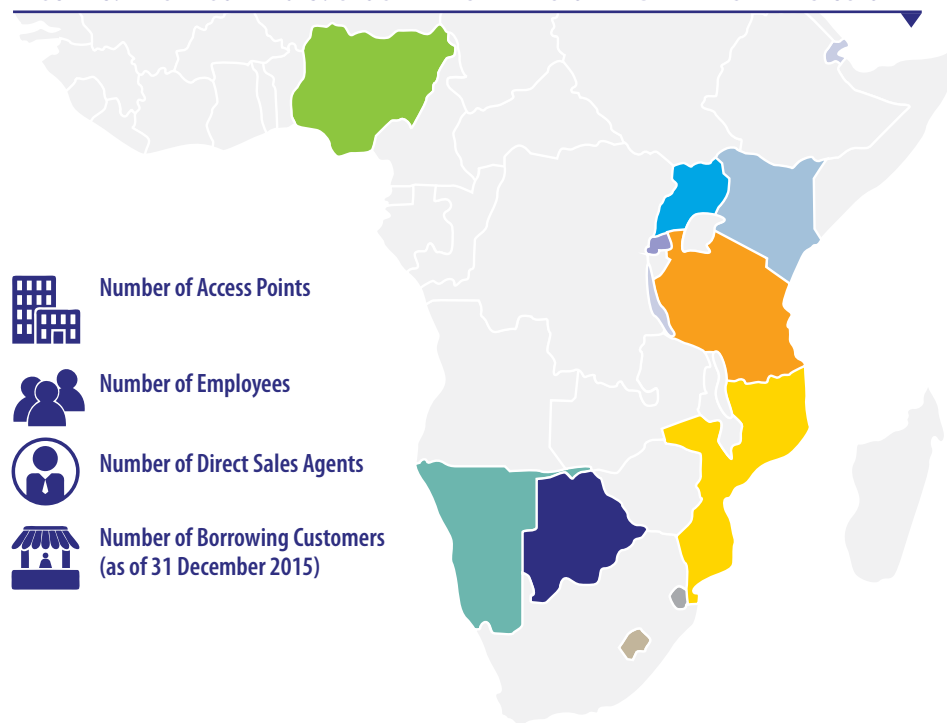 Number of Access Points
Number of Employees
Number of Direct Sales Agents
Number of Borrowing Customers
(as of 31 December 2015)